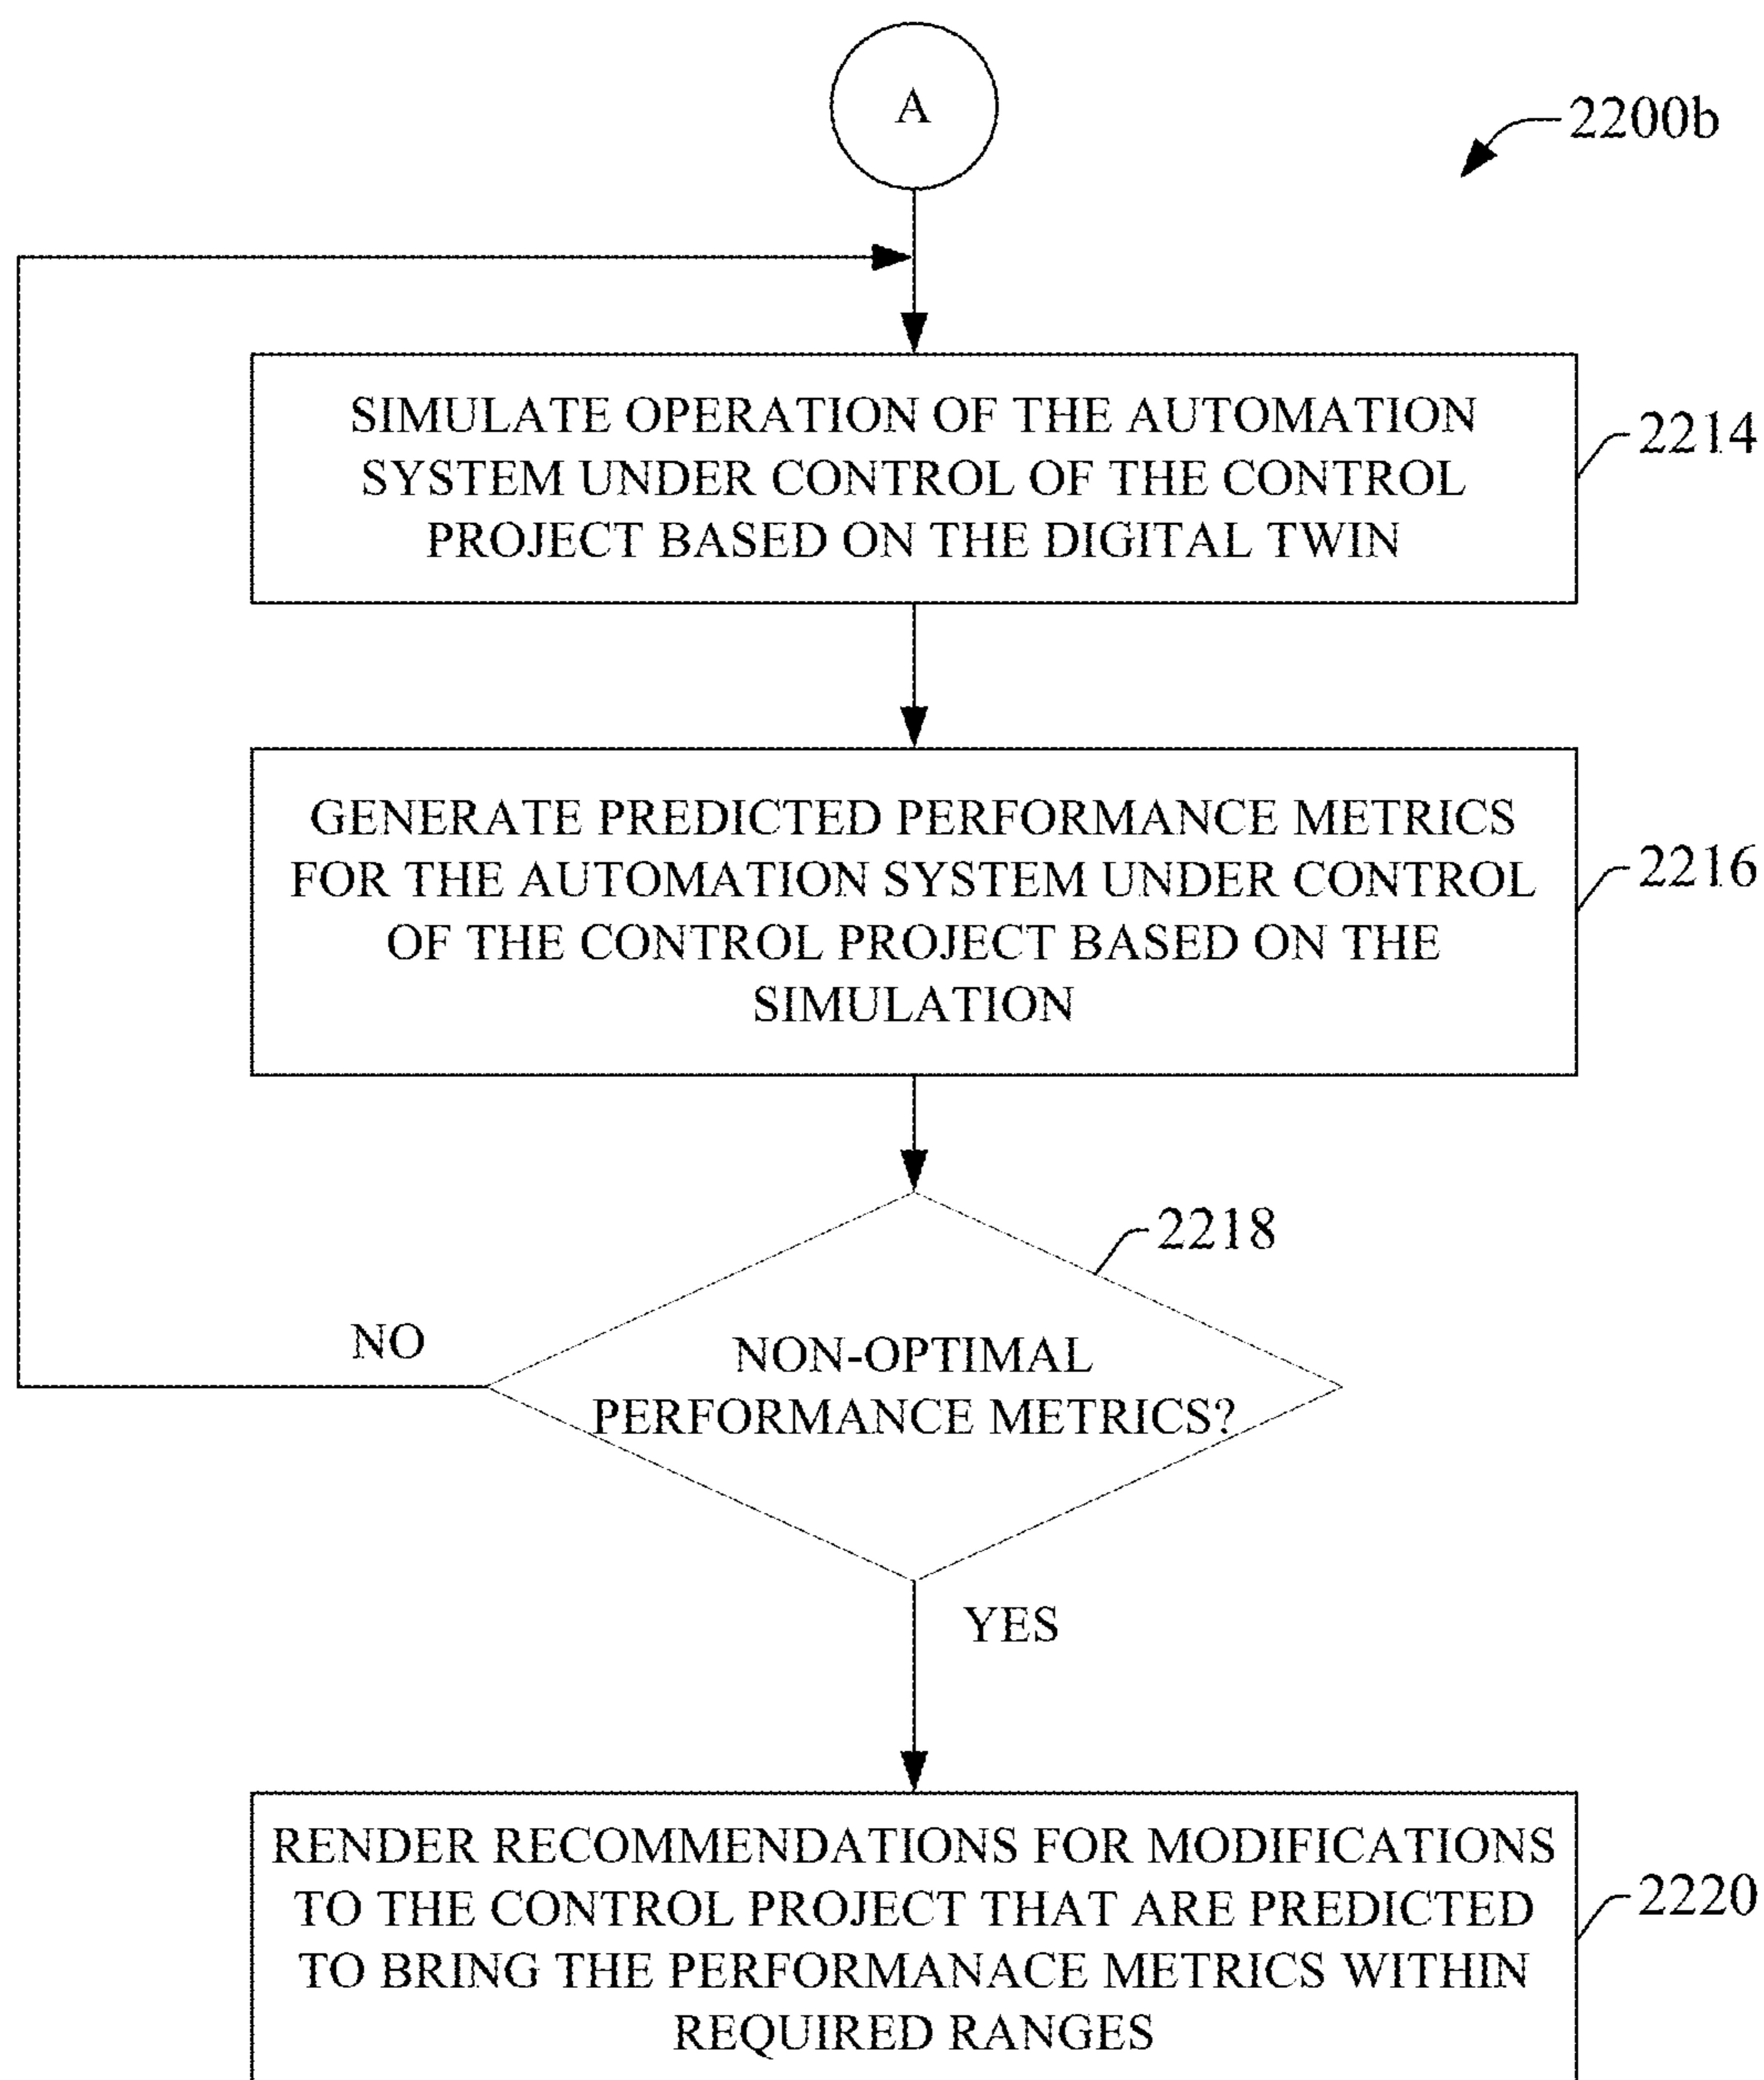 A
2200b
SIMULATE OPERATION OF THE AUTOMATION
SYSTEM UNDER CONTROL OF THE CONTROL
PROJECT BASED ON THE DIGITAL TWIN
2214
GENERATE PREDICTED PERFORMANCE METRICS
FOR THE AUTOMATION SYSTEM UNDER CONTROL
OF THE CONTROL PROJECT BASED ON THE
SIMULATION
2216
2218
NO
NON-OPTIMAL
PERFORMANCE METRICS?
YES
RENDER RECOMMENDATIONS FOR MODIFICATIONS
TO THE CONTROL PROJECT THAT ARE PREDICTED
TO BRING THE PERFORMANACE METRICS WITHIN
REQUIRED RANGES
2220